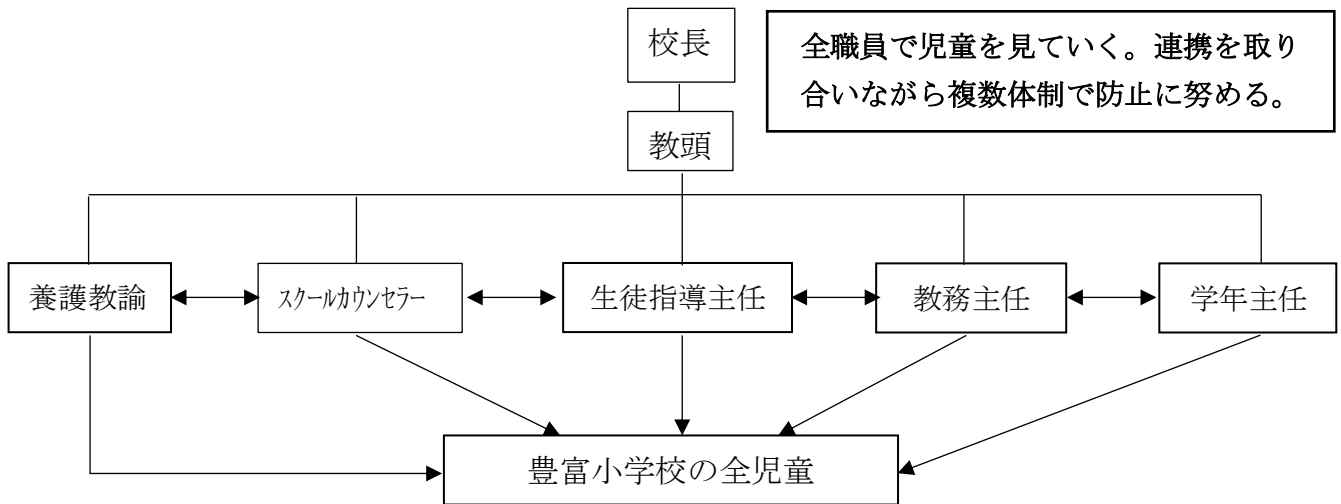 校長
全職員で児童を見ていく。連携を取り
合いながら複数体制で防止に努める。
教頭
養護教諭
スクールカウンセラー
生徒指導主任
教務主任
学年主任
豊富小学校の全児童